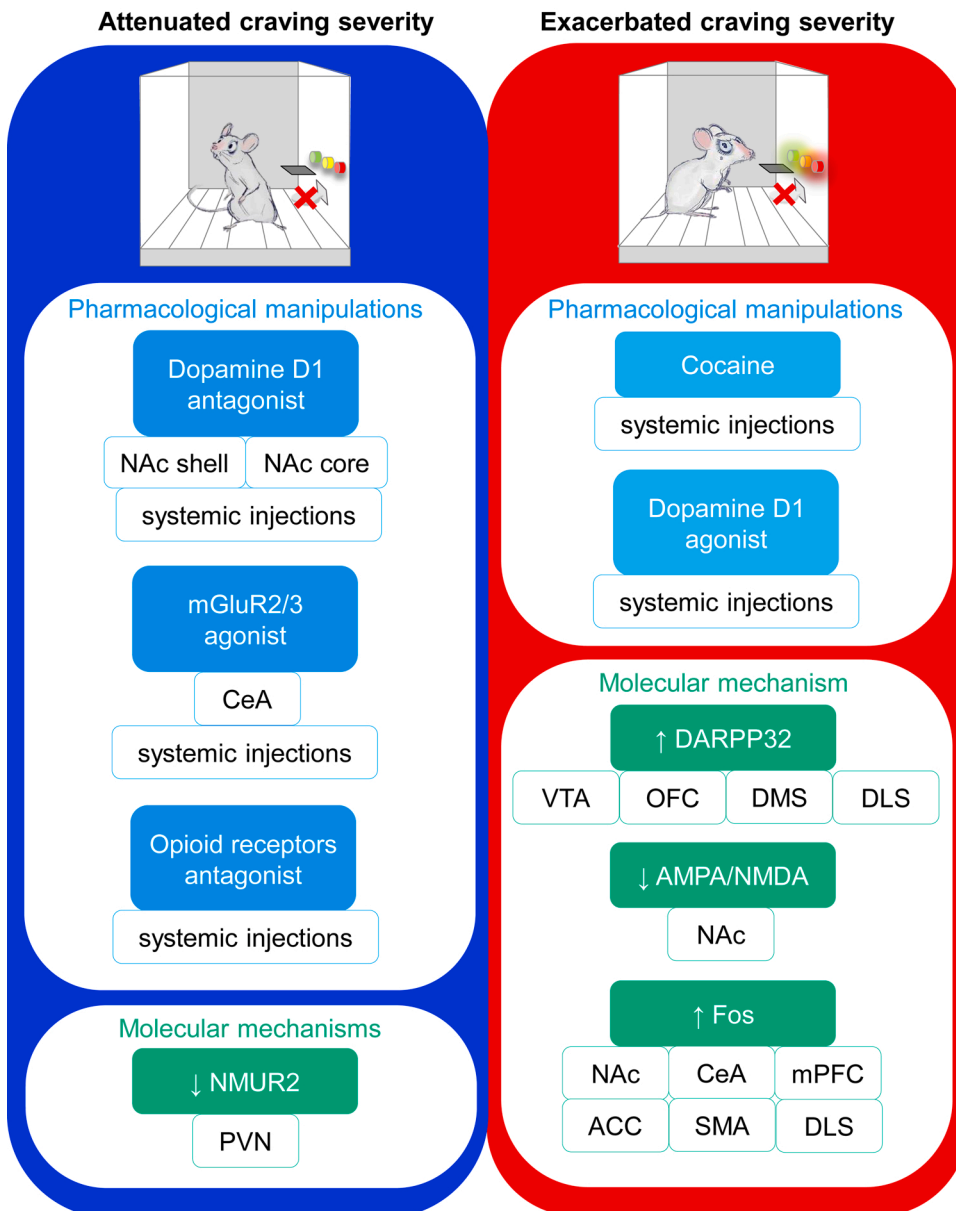 Attenuated craving severity
Pharmacological manipulations
Dopamine D1
antagonist
NAc shell
NAc core
systemic injections
mGluR2/3
agonist
CeA
systemic injections
Opioid receptors
antagonist
systemic injections
Molecular mechanisms
↓ NMUR2
PVN
Exacerbated craving severity
Pharmacological manipulations
Cocaine
systemic injections
Dopamine D1
agonist
systemic injections
Molecular mechanism
↑ DARPP32
VTA
OFC
DMS
DLS
↓ AMPA/NMDA
NAc
↑ Fos
NAc
CeA
mPFC
ACC
SMA
DLS